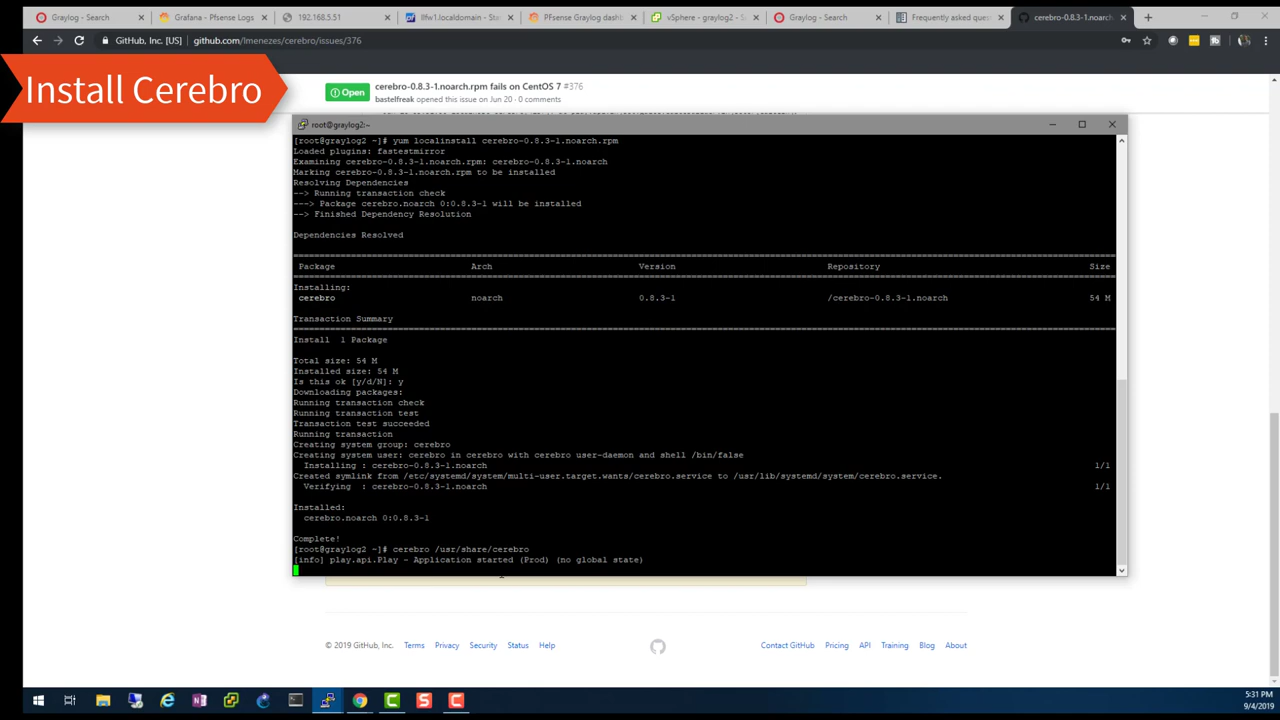 Graylog - Search
Grafana - Pfsense Logs
192.168.5.51
llfw1.localdomain - Sta
PFsense Graylog dashb
vSphere - graylog2 - Su
Graylog - Search
Frequently asked quest
cerebro-0.8.3-1.noarch
GitHub, Inc. [US]
github.com/lmenezes/cerebro/issues/376
Install Cerebro
Open
cerebro-0.8.3-1.noarch.rpm fails on CentOS 7 #376
bastelfreak opened this issue on Jun 20 · 0 comments
root@graylog2:~
[root@graylog2 ~]# yum localinstall cerebro-0.8.3-1.noarch.rpm
Loaded plugins: fastestmirror
Examining cerebro-0.8.3-1.noarch.rpm: cerebro-0.8.3-1.noarch
Marking cerebro-0.8.3-1.noarch.rpm to be installed
Resolving Dependencies
--> Running transaction check
---> Package cerebro.noarch 0:0.8.3-1 will be installed
--> Finished Dependency Resolution
Dependencies Resolved
Package Arch Version Repository Size
Installing:
cerebro noarch 0.8.3-1 /cerebro-0.8.3-1.noarch 54 M
Transaction Summary
Install 1 Package
Total size: 54 M
Installed size: 54 M
Is this ok [y/d/N]: y
Downloading packages:
Running transaction check
Running transaction test
Transaction test succeeded
Running transaction
Creating system group: cerebro
Creating system user: cerebro in cerebro with cerebro user-daemon and shell /bin/false
Installing : cerebro-0.8.3-1.noarch 1/1
Created symlink from /etc/systemd/system/multi-user.target.wants/cerebro.service to /usr/lib/systemd/system/cerebro.service.
Verifying : cerebro-0.8.3-1.noarch 1/1
Installed:
cerebro.noarch 0:0.8.3-1
Complete!
[root@graylog2 ~]# cerebro /usr/share/cerebro
[info] play.api.Play - Application started (Prod) (no global state)
© 2019 GitHub, Inc. Terms Privacy Security Status Help
Contact GitHub Pricing API Training Blog About
5:31 PM
9/4/2019